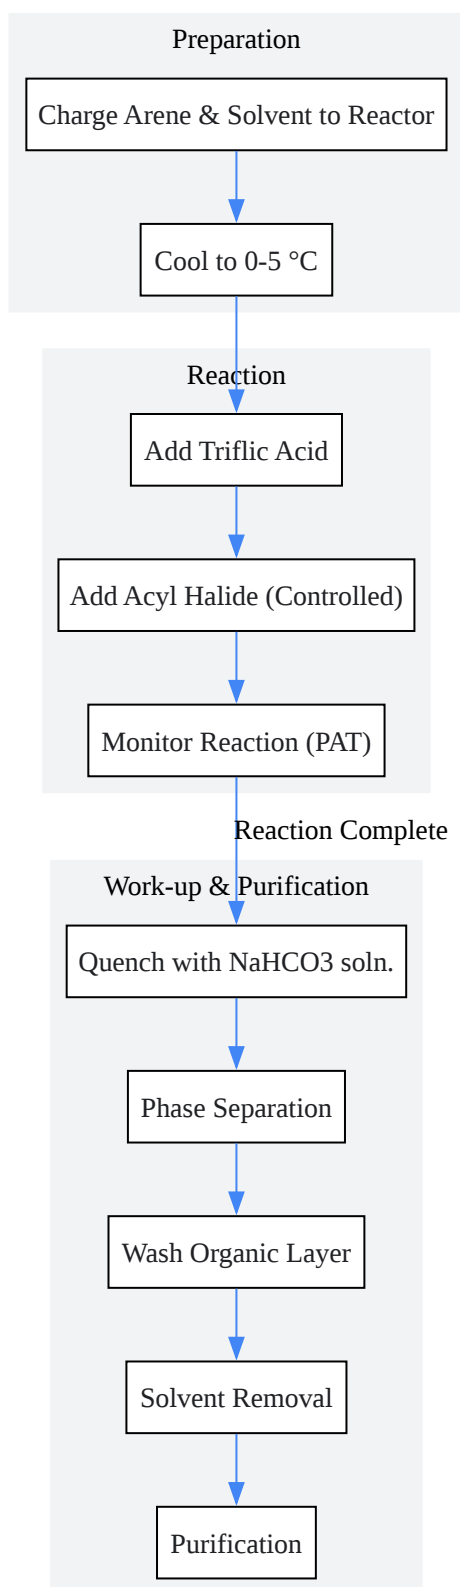 Preparation
Charge Arene & Solvent to Reactor
Cool to 0-5 °C
Reaction
Add Triflic Acid
Add Acyl Halide (Controlled)
Monitor Reaction (PAT)
Reaction Complete
Work-up & Purification
Quench with NaHCO3 soln.
Phase Separation
Wash Organic Layer
Solvent Removal
Purification